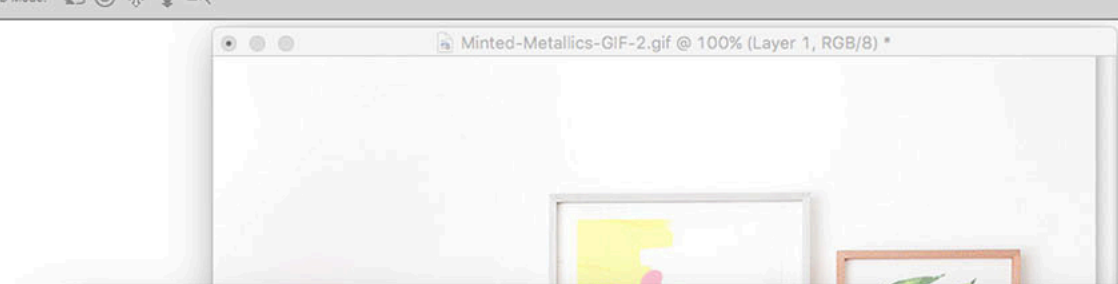 Minted-Metallics-GIF-2.gif @ 100% (Layer 1, RGB/8) *